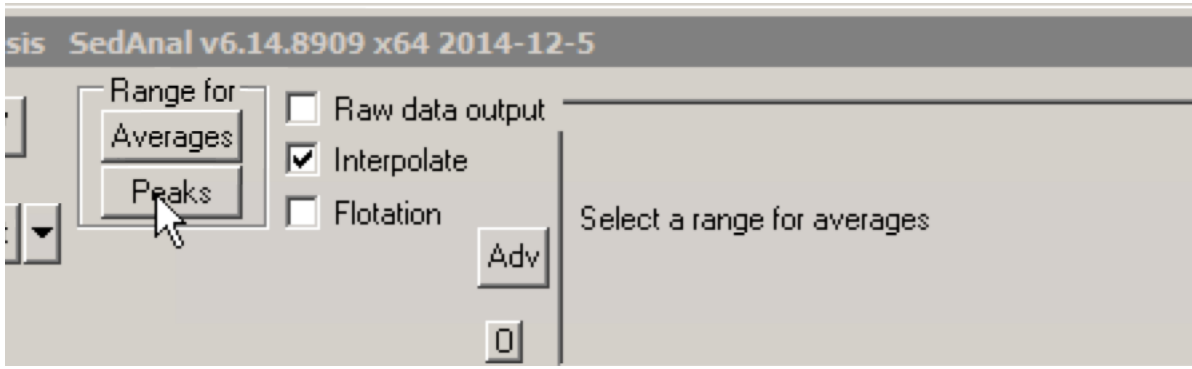 sis SedAnal v6.14.8909 x64 2014-12-5
Range for
Averages
Peaks
Raw data output
Interpolate
Flotation
Adv
0
Select a range for averages